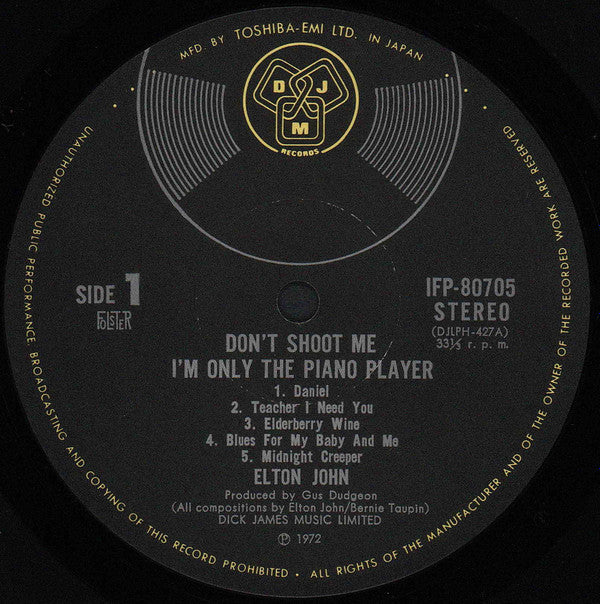 MFD. BY TOSHIBA-EMI LTD. IN JAPAN
D J
M
RECORDS
SIDE 1
FOLSTER
IFP-80705
STEREO
(DJLPH-427A)
33⅓ r. p. m.
DON'T SHOOT ME
I'M ONLY THE PIANO PLAYER
1. Daniel
2. Teacher I Need You
3. Elderberry Wine
4. Blues For My Baby And Me
5. Midnight Creeper
ELTON JOHN
Produced by Gus Dudgeon
(All compositions by Elton John/Bernie Taupin)
DICK JAMES MUSIC LIMITED
Ⓟ 1972
UNAUTHORIZED PUBLIC PERFORMANCE, BROADCASTING AND COPYING OF THIS RECORD PROHIBITED • ALL RIGHTS OF THE MANUFACTURER AND OF THE OWNER OF THE RECORDED WORK ARE RESERVED